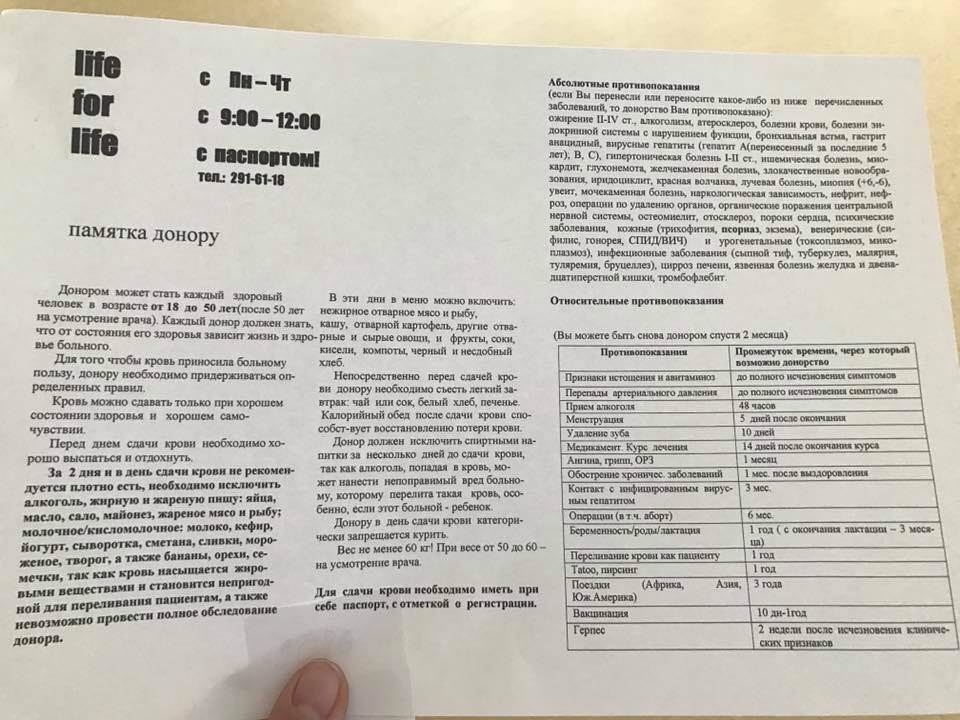 life
for
life
с Пн – Чт
с 9:00 – 12:00
с паспортом!
тел.: 291-61-18
памятка донору
Донором может стать каждый здоровый
человек в возрасте от 18 до 50 лет(после 50 лет
на усмотрение врача). Каждый донор должен знать,
что от состояния его здоровья зависит жизнь и здро-
вье больного.
Для того чтобы кровь приносила больному
пользу, донору необходимо придерживаться оп-
ределенных правил.
Кровь можно сдавать только при хорошем
состоянии здоровья и хорошем само-
чувствии.
Перед днем сдачи крови необходимо хо-
рошо выспаться и отдохнуть.
За 2 дня и в день сдачи крови не рекомен-
дуется плотно есть, необходимо исключить
алкоголь, жирную и жареную пищу: яйца,
масло, сало, майонез, жареное мясо и рыбу;
молочное/кисломолочное: молоко, кефир,
йогурт, сыворотка, сметана, сливки, моро-
женое, творог, а также бананы, орехи, се-
мечки, так как кровь насыщается жиро-
выми веществами и становится непригод-
ной для переливания пациентам, а также
невозможно провести полное обследование
донора.
В эти дни в меню можно включить:
нежирное отварное мясо и рыбу,
кашу, отварной картофель, другие отва-
рные и сырые овощи, и фрукты, соки,
кисели, компоты, черный и несдобный
хлеб.
Непосредственно перед сдачей кро-
ви донору необходимо съесть легкий за-
втрак: чай или сок, белый хлеб, печенье.
Калорийный обед после сдачи крови спо-
собст-вует восстановлению потери крови.
Донор должен исключить спиртными на-
питки за несколько дней до сдачи крови,
так как алкоголь, попадая в кровь, мо-
жет нанести непоправимый вред больно-
му, которому перелита такая кровь, осо-
бенно, если этот больной - ребенок.
Донору в день сдачи крови категори-
чески запрещается курить.
Вес не менее 60 кг! При весе от 50 до 60 –
на усмотрение врача.
Для сдачи крови необходимо иметь при
себе паспорт, с отметкой о регистрации.
Абсолютные противопоказания
(если Вы перенесли или переносите какое-либо из ниже перечисленных
заболеваний, то донорство Вам противопоказано):
ожирение II-IV ст., алкоголизм, атеросклероз, болезни крови, болезни эн-
докринной системы с нарушением функции, бронхиальная астма, гастрит
анацидный, вирусные гепатиты (гепатит А(перенесенный за последние 5
лет); В, С), гипертоническая болезнь I-II ст., ишемическая болезнь, мио-
кардит, глухонемота, желчекаменная болезнь, злокачественные новообра-
зования, иридоциклит, красная волчанка, лучевая болезнь, миопия (+6,-6),
увеит, мочекаменная болезнь, наркологическая зависимость, нефрит, неф-
роз, операции по удалению органов, органические поражения центральной
нервной системы, остеомиелит, отосклероз, пороки сердца, психические
заболевания, кожные (трихофития, псориаз, экзема), венерические (си-
филис, гонорея, СПИД/ВИЧ) и урогенетальные (токсоплазмоз, мико-
плазмоз), инфекционные заболевания (сыпной тиф, туберкулез, малярия,
туляремия, бруцеллез), цирроз печени, язвенная болезнь желудка и двена-
дцатиперстной кишки, тромбофлебит.
Относительные противопоказания
(Вы можете быть снова донором спустя 2 месяца)
Противопоказания Промежуток времени, через который
возможно донорство
Признаки истощения и авитаминоз до полного исчезновения симптомов
Перепады артериального давления до полного исчезновения симптомов
Прием алкоголя 48 часов
Менструация 5 дней после окончания
Удаление зуба 10 дней
Медикамент. Курс лечения 14 дней после окончания курса
Ангина, грипп, ОРЗ 1 месяц
Обострение хроничес. заболеваний 1 мес. после выздоровления
Контакт с инфицированным вирус- 3 мес.
ным гепатитом
Операции (в т.ч. аборт) 6 мес.
Беременность/роды/лактация 1 год ( с окончания лактации – 3 меся-
ца)
Переливание крови как пациенту 1 год
Tatoo, пирсинг 1 год
Поездки (Африка, Азия, 3 года
Юж.Америка)
Вакцинация 10 дн-1год
Герпес 2 недели после исчезновения клиниче-
ских признаков